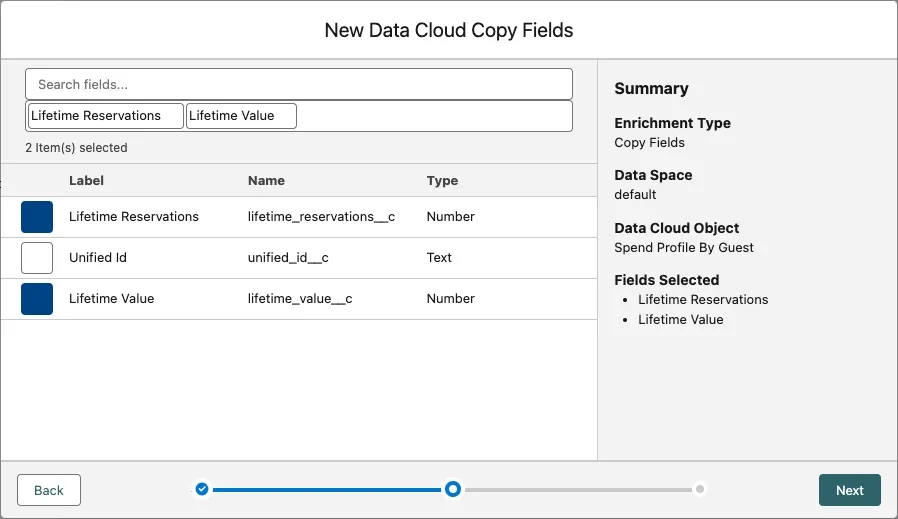 New Data Cloud Copy Fields
Search fields...
Lifetime Reservations Lifetime Value
2 Item(s) selected
Label Name Type
Lifetime Reservations lifetime_reservations__c Number
Unified Id unified_id__c Text
Lifetime Value lifetime_value__c Number
Summary
Enrichment Type
Copy Fields
Data Space
default
Data Cloud Object
Spend Profile By Guest
Fields Selected
• Lifetime Reservations
• Lifetime Value
Back Next